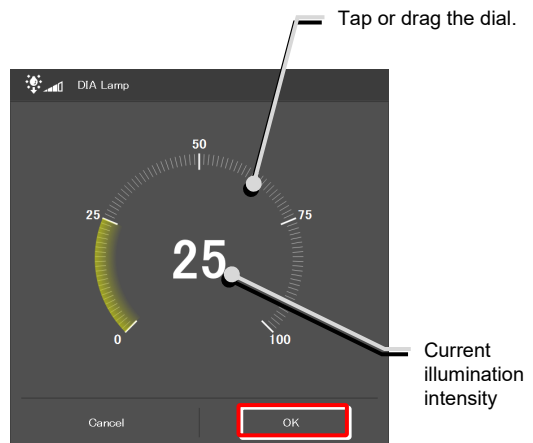 Tap or drag the dial.
DIA Lamp
50
25
75
25
0
100
Current
illumination
intensity
Cancel
OK